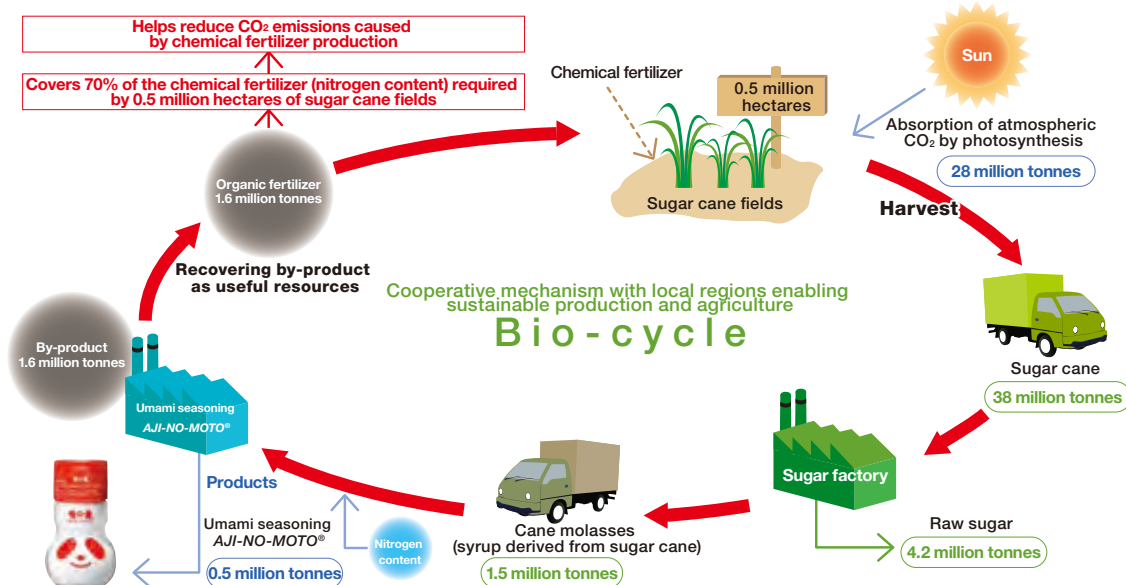 Helps reduce CO₂ emissions caused
by chemical fertilizer production
Covers 70% of the chemical fertilizer (nitrogen content) required
by 0.5 million hectares of sugar cane fields
Organic fertilizer
1.6 million tonnes
Recovering by-product
as useful resources
By-product
1.6 million tonnes
Chemical fertilizer
0.5 million
hectares
Sugar cane fields
Sun
Absorption of atmospheric
CO₂ by photosynthesis
28 million tonnes
Harvest
Cooperative mechanism with local regions enabling
sustainable production and agriculture
Bio-cycle
Sugar cane
38 million tonnes
Sugar factory
Raw sugar
4.2 million tonnes
Cane molasses
(syrup derived from sugar cane)
1.5 million tonnes
Nitrogen
content
Umami seasoning
AJI-NO-MOTO®
Products
Umami seasoning
AJI-NO-MOTO®
0.5 million tonnes